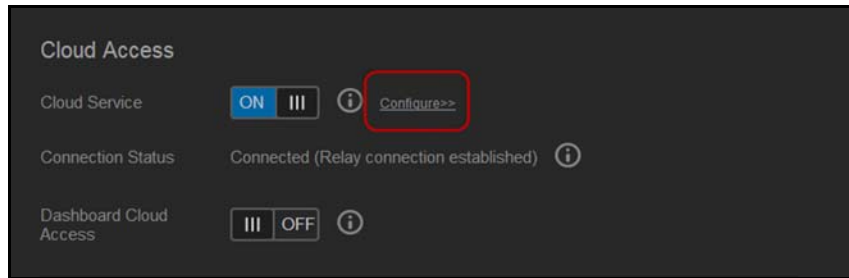 Cloud Access
Cloud Service ON Configure>>
Connection Status Connected (Relay connection established)
Dashboard Cloud
Access OFF